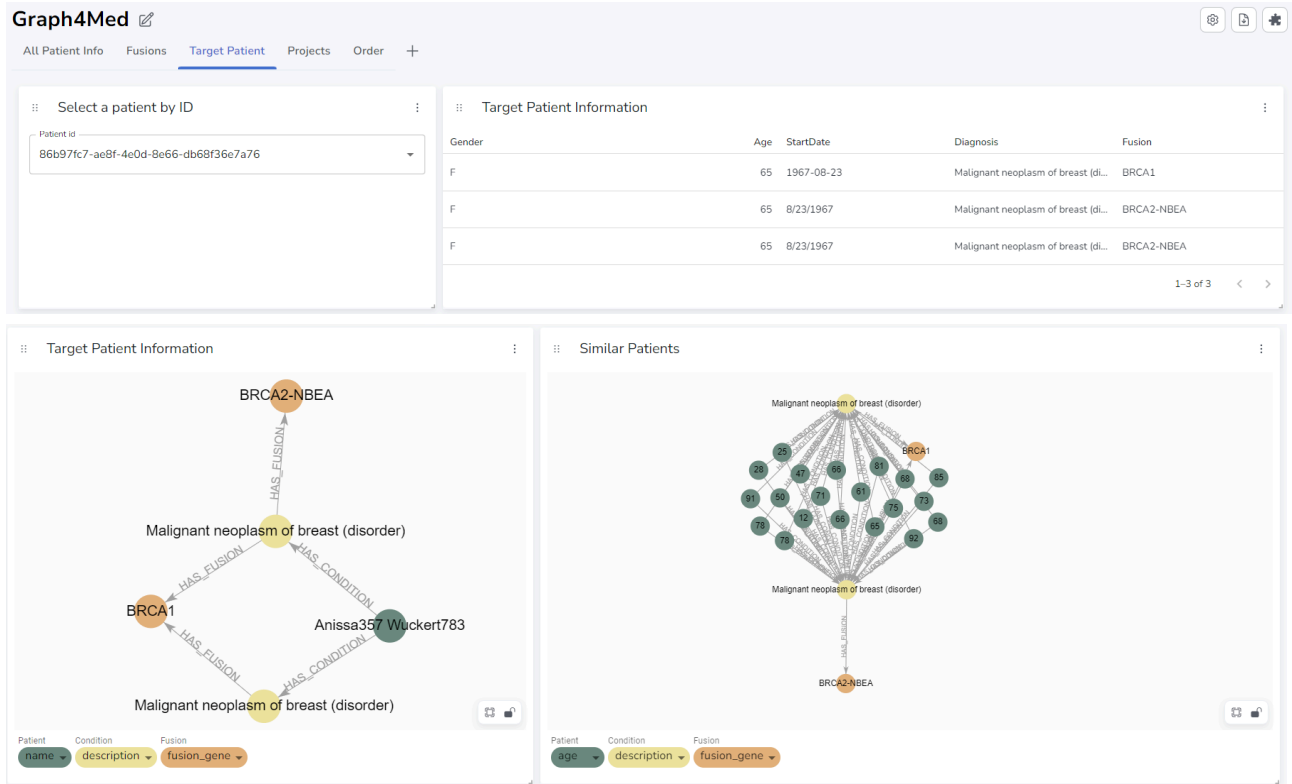 Graph4Med
All Patient Info Fusions Target Patient Projects Order
Select a patient by ID
Patient id
86b97fc7-ae8f-4e0d-8e66-db68f36e7a76
Target Patient Information
Gender Age StartDate Diagnosis Fusion
F 65 1967-08-23 Malignant neoplasm of breast (di... BRCA1
F 65 8/23/1967 Malignant neoplasm of breast (di... BRCA2-NBEA
F 65 8/23/1967 Malignant neoplasm of breast (di... BRCA2-NBEA
1–3 of 3
Target Patient Information
BRCA2-NBEA
HAS_FUSION
Malignant neoplasm of breast (disorder)
HAS_FUSION
HAS_CONDITION
BRCA1
Anissa357 Wuckert783
HAS_FUSION
HAS_CONDITION
Malignant neoplasm of breast (disorder)
Patient Condition Fusion
name description fusion_gene
Similar Patients
Malignant neoplasm of breast (disorder)
HAS_FUSION
BRCA1
25
28 47 66 81 68 85
91 50 71 61 75 73
78 12 66 65 68
78 92
Malignant neoplasm of breast (disorder)
HAS_FUSION
BRCA2-NBEA
Patient Condition Fusion
age description fusion_gene